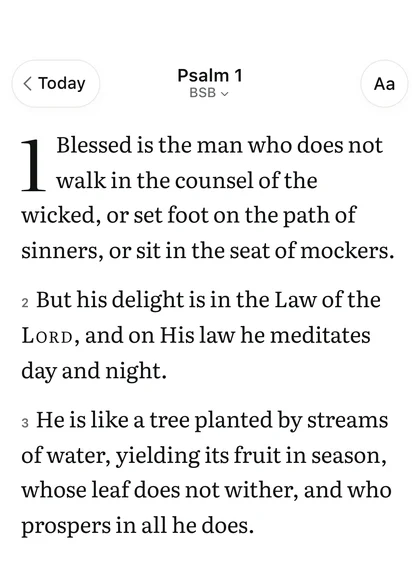 Today
Psalm 1
BSB
Aa
1 Blessed is the man who does not
walk in the counsel of the
wicked, or set foot on the path of
sinners, or sit in the seat of mockers.
2 But his delight is in the Law of the
LORD, and on His law he meditates
day and night.
3 He is like a tree planted by streams
of water, yielding its fruit in season,
whose leaf does not wither, and who
prospers in all he does.